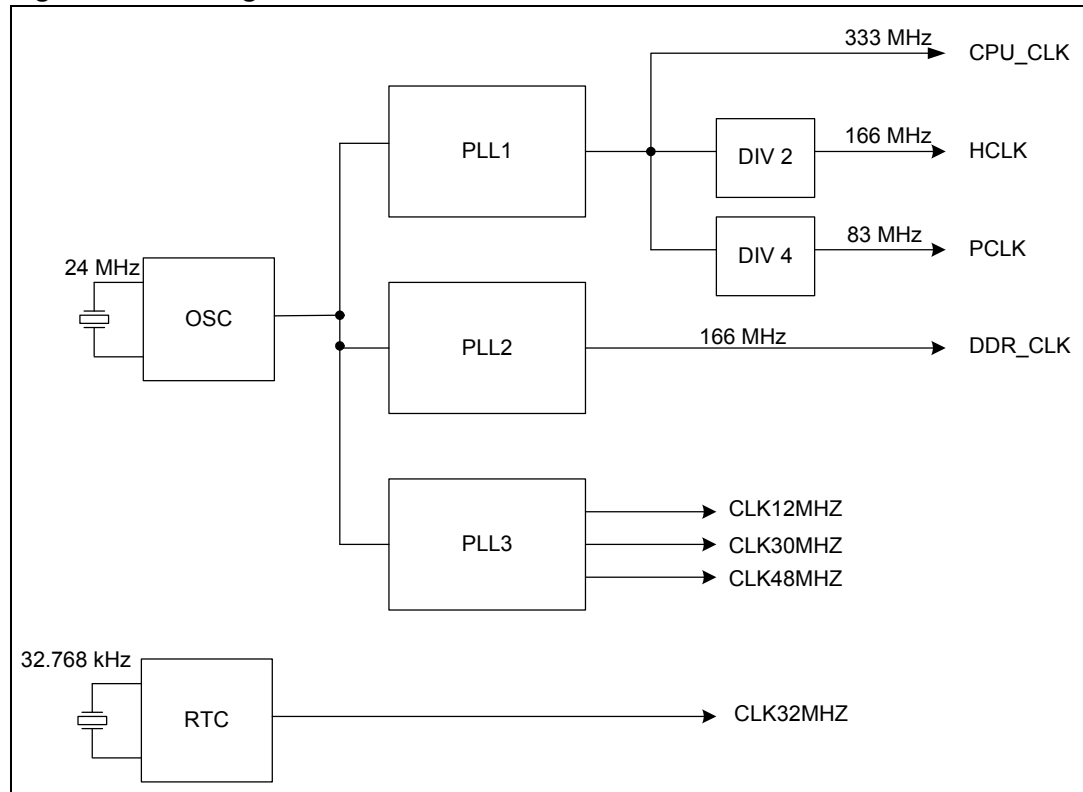 333 MHz
CPU_CLK
PLL1
DIV 2
166 MHz
HCLK
DIV 4
83 MHz
PCLK
24 MHz
OSC
PLL2
166 MHz
DDR_CLK
PLL3
CLK12MHZ
CLK30MHZ
CLK48MHZ
32.768 kHz
RTC
CLK32MHZ